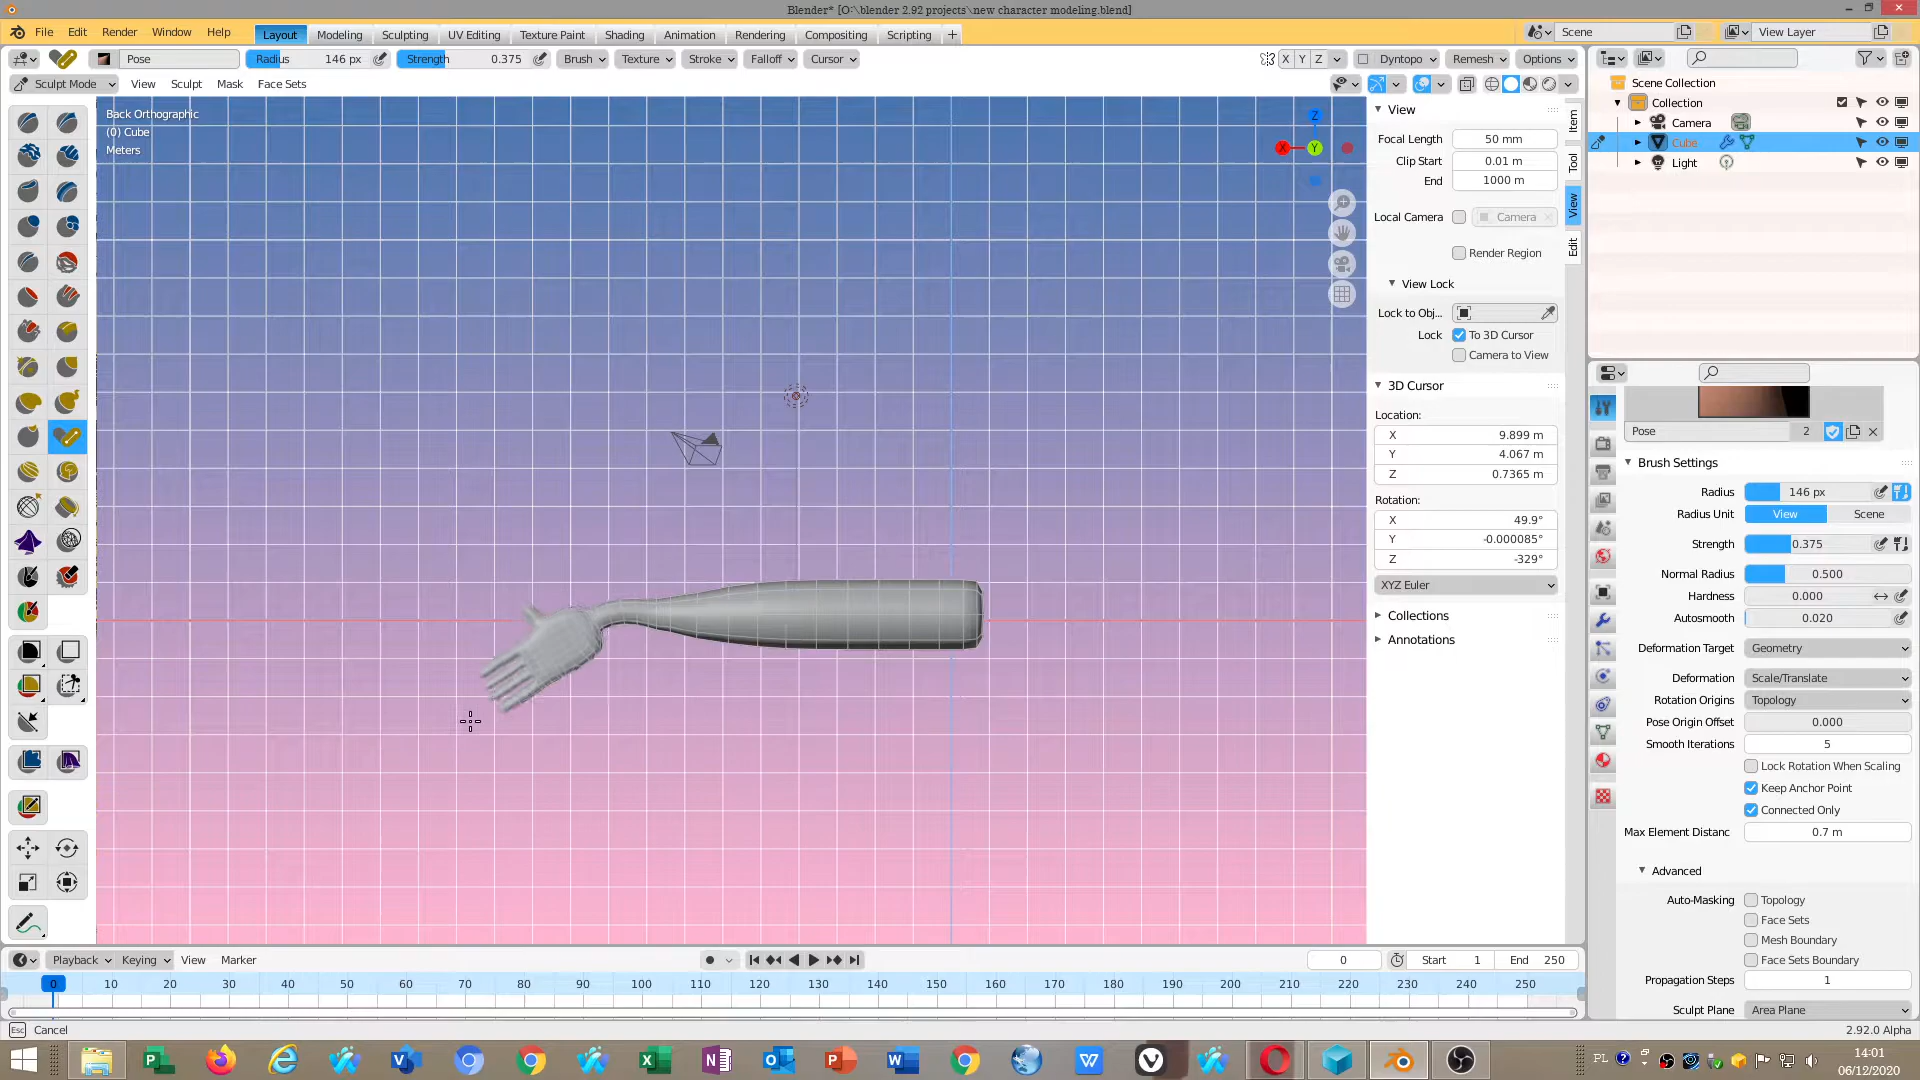 Blender* [O:\blender 2.92 projects\new character modeling.blend]
File Edit Render Window Help
Layout Modeling Sculpting UV Editing Texture Paint Shading Animation Rendering Compositing Scripting +
Scene
View Layer
Pose
Radius 146 px
Strength 0.375
Brush Texture Stroke Falloff Cursor
X Y Z
Dyntopo Remesh Options
Sculpt Mode View Sculpt Mask Face Sets
Back Orthographic
(0) Cube
Meters
Z
X
Y
View
Focal Length 50 mm
Clip Start 0.01 m
End 1000 m
Local Camera Camera
Render Region
View Lock
Lock to Obj...
Lock To 3D Cursor
Camera to View
3D Cursor
Location:
X 9.899 m
Y 4.067 m
Z 0.7365 m
Rotation:
X 49.9°
Y -0.000085°
Z -329°
XYZ Euler
Collections
Annotations
Item
Tool
View
Edit
Scene Collection
Collection
Camera
Cube
Light
Pose 2
Brush Settings
Radius 146 px
Radius Unit View Scene
Strength 0.375
Normal Radius 0.500
Hardness 0.000
Autosmooth 0.020
Deformation Target Geometry
Deformation Scale/Translate
Rotation Origins Topology
Pose Origin Offset 0.000
Smooth Iterations 5
Lock Rotation When Scaling
Keep Anchor Point
Connected Only
Max Element Distanc 0.7 m
Advanced
Auto-Masking Topology
Face Sets
Mesh Boundary
Face Sets Boundary
Propagation Steps 1
Sculpt Plane Area Plane
Playback Keying View Marker
0
Start 1
End 250
0 10 20 30 40 50 60 70 80 90 100 110 120 130 140 150 160 170 180 190 200 210 220 230 240 250
Esc Cancel
2.92.0 Alpha
PL
14:01
06/12/2020